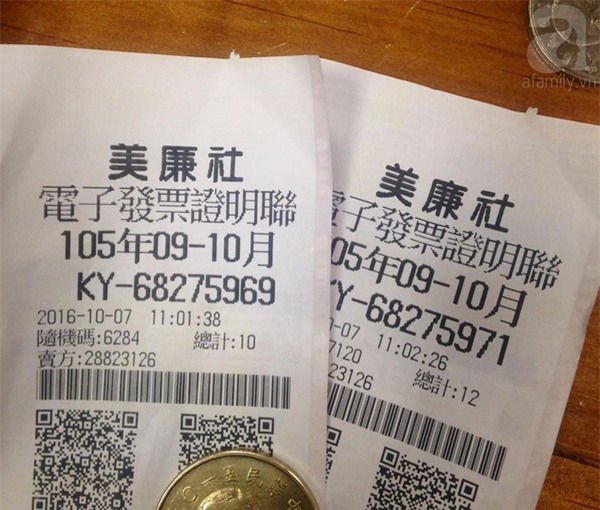 美廉社
電子發票證明聯
105年09-10月
KY-68275969
2016-10-07 11:01:38
隨機碼:6284 總計:10
賣方:28823126
美廉社
子發票證明聯
05年09-10月
Y-68275971
-07 11:02:26
7120 總計:12
8823126
afamily.vn